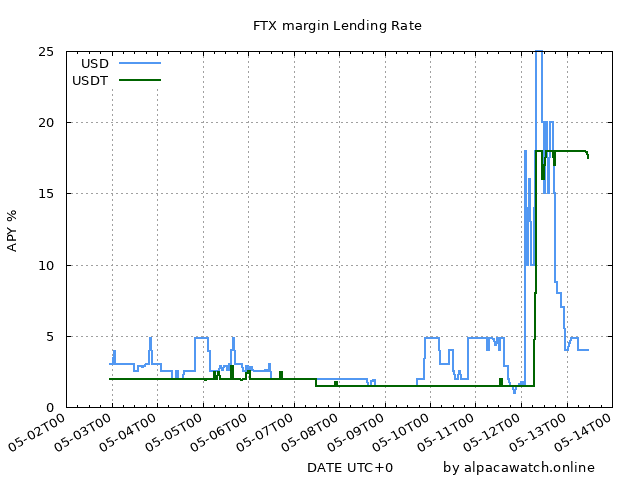 FTX margin Lending Rate
USD
USDT
APY %
25
20
15
10
5
0
05-02T00
05-03T00
05-04T00
05-05T00
05-06T00
05-07T00
05-08T00
05-09T00
05-10T00
05-11T00
05-12T00
05-13T00
05-14T00
DATE UTC+0
by alpacawatch.online